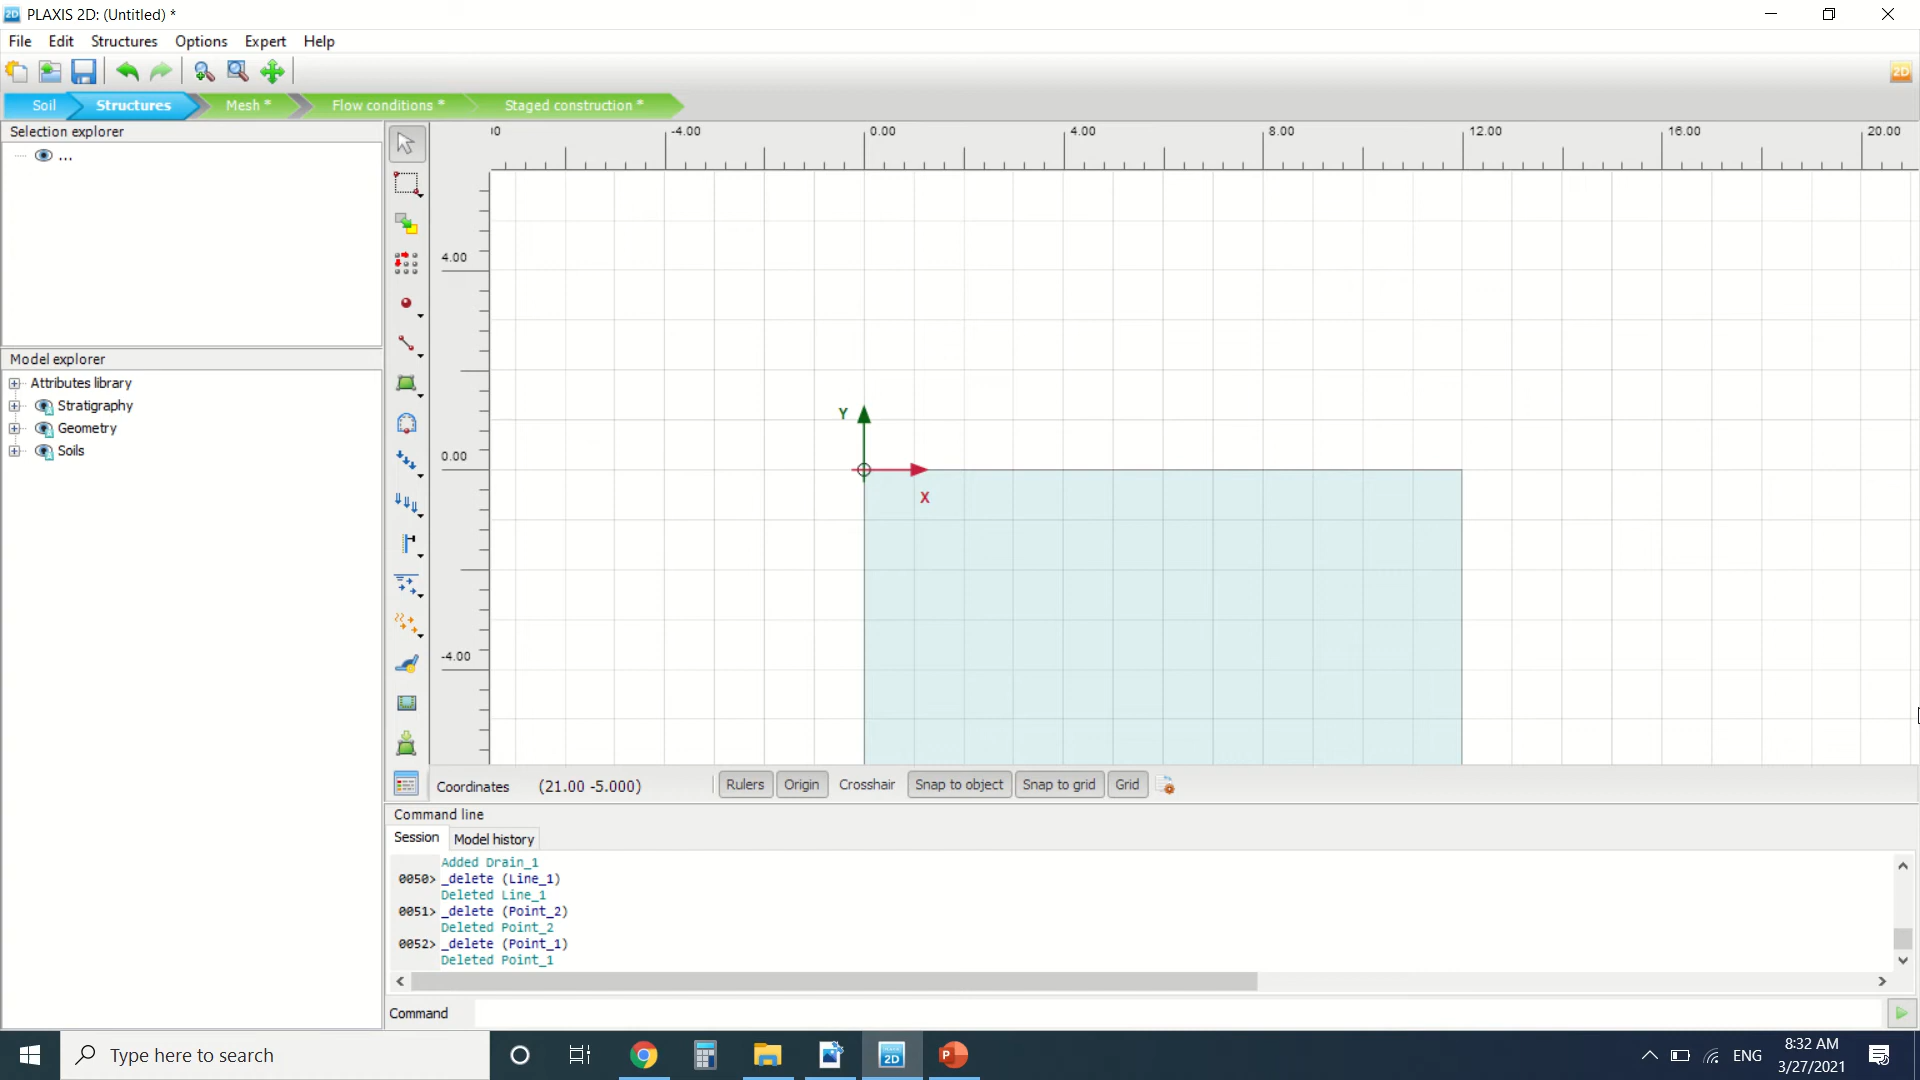 PLAXIS 2D: (Untitled) *
File Edit Structures Options Expert Help
2D
Soil Structures Mesh * Flow conditions * Staged construction *
Selection explorer
...
Model explorer
Attributes library
Stratigraphy
Geometry
Soils
-4.00 0.00 4.00 8.00 12.00 16.00 20.00
4.00
0.00
-4.00
Y
X
Coordinates (21.00 -5.000) Rulers Origin Crosshair Snap to object Snap to grid Grid
Command line
Session Model history
Added Drain_1
0050> _delete (Line_1)
Deleted Line_1
0051> _delete (Point_2)
Deleted Point_2
0052> _delete (Point_1)
Deleted Point_1
Command
Type here to search
2D
P
ENG
8:32 AM
3/27/2021